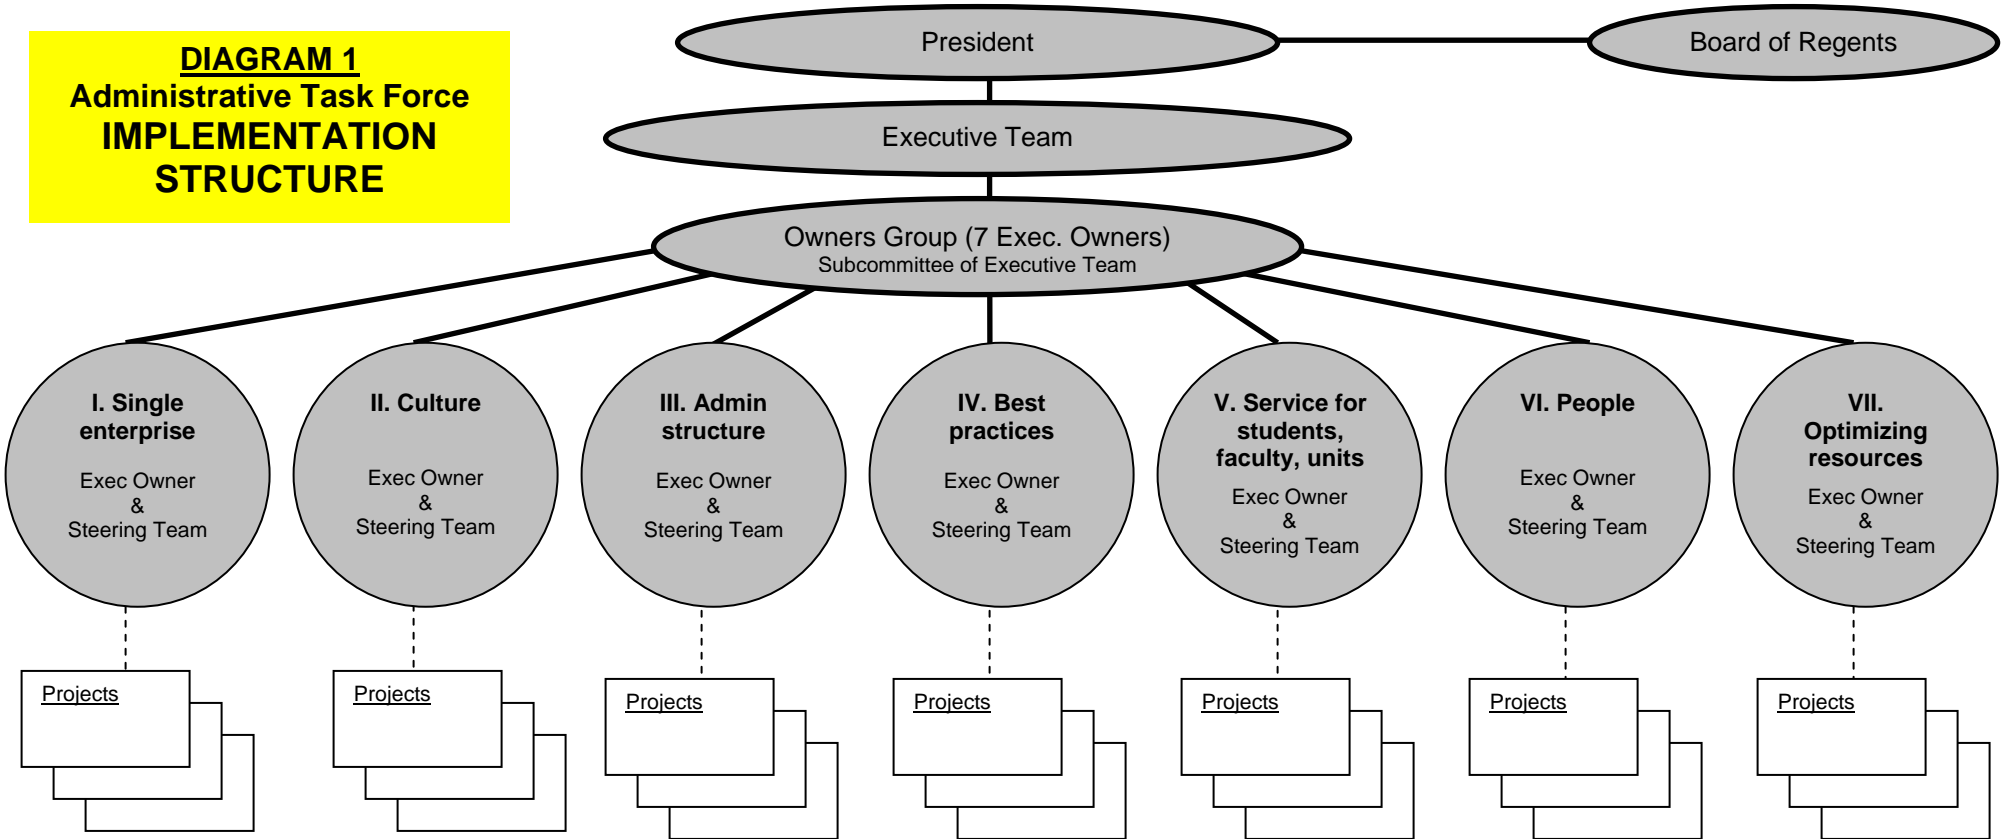 DIAGRAM 1
Administrative Task Force
IMPLEMENTATION
STRUCTURE
President
Board of Regents
Executive Team
Owners Group (7 Exec. Owners)
Subcommittee of Executive Team
I. Single
enterprise
Exec Owner
&
Steering Team
II. Culture
Exec Owner
&
Steering Team
III. Admin
structure
Exec Owner
&
Steering Team
IV. Best
practices
Exec Owner
&
Steering Team
V. Service for
students,
faculty, units
Exec Owner
&
Steering Team
VI. People
Exec Owner
&
Steering Team
VII.
Optimizing
resources
Exec Owner
&
Steering Team
Projects
Projects
Projects
Projects
Projects
Projects
Projects